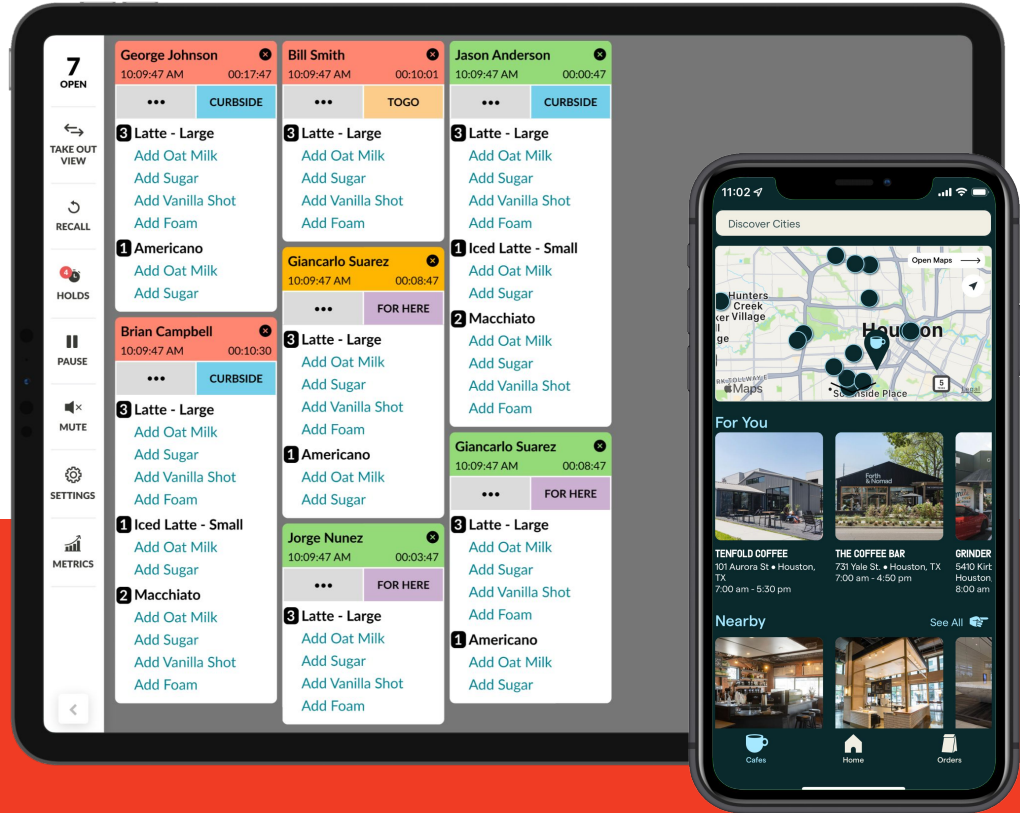 7
OPEN
TAKE OUT
VIEW
RECALL
4
HOLDS
PAUSE
MUTE
SETTINGS
METRICS
George Johnson
10:09:47 AM 00:17:47
••• CURBSIDE
3 Latte - Large
Add Oat Milk
Add Sugar
Add Vanilla Shot
Add Foam
1 Americano
Add Oat Milk
Add Sugar
Brian Campbell
10:09:47 AM 00:10:30
••• CURBSIDE
3 Latte - Large
Add Oat Milk
Add Sugar
Add Vanilla Shot
Add Foam
1 Iced Latte - Small
Add Oat Milk
Add Sugar
2 Macchiato
Add Oat Milk
Add Sugar
Add Vanilla Shot
Add Foam
Bill Smith
10:09:47 AM 00:10:01
••• TOGO
3 Latte - Large
Add Oat Milk
Add Sugar
Add Vanilla Shot
Add Foam
Giancarlo Suarez
10:09:47 AM 00:08:47
••• FOR HERE
3 Latte - Large
Add Oat Milk
Add Sugar
Add Vanilla Shot
Add Foam
1 Americano
Add Oat Milk
Add Sugar
Jorge Nunez
10:09:47 AM 00:03:47
••• FOR HERE
3 Latte - Large
Add Oat Milk
Add Sugar
Add Vanilla Shot
Add Foam
Jason Anderson
10:09:47 AM 00:00:47
••• CURBSIDE
3 Latte - Large
Add Oat Milk
Add Sugar
Add Vanilla Shot
Add Foam
1 Iced Latte - Small
Add Oat Milk
Add Sugar
2 Macchiato
Add Oat Milk
Add Sugar
Add Vanilla Shot
Add Foam
Giancarlo Suarez
10:09:47 AM 00:08:47
••• FOR HERE
3 Latte - Large
Add Oat Milk
Add Sugar
Add Vanilla Shot
Add Foam
1 Americano
Add Oat Milk
Add Sugar
11:02
Discover Cities
Open Maps
Hunters
Creek
Village
Maps
5
Legal
Place
For You
Forth
& Nomad
TENFOLD COFFEE
101 Aurora St • Houston,
TX
7:00 am - 5:30 pm
THE COFFEE BAR
731 Yale St. • Houston, TX
7:00 am - 4:50 pm
GRINDER
5410 Kirb
Houston,
8:00 am
Nearby
See All
Cafes
Home
Orders